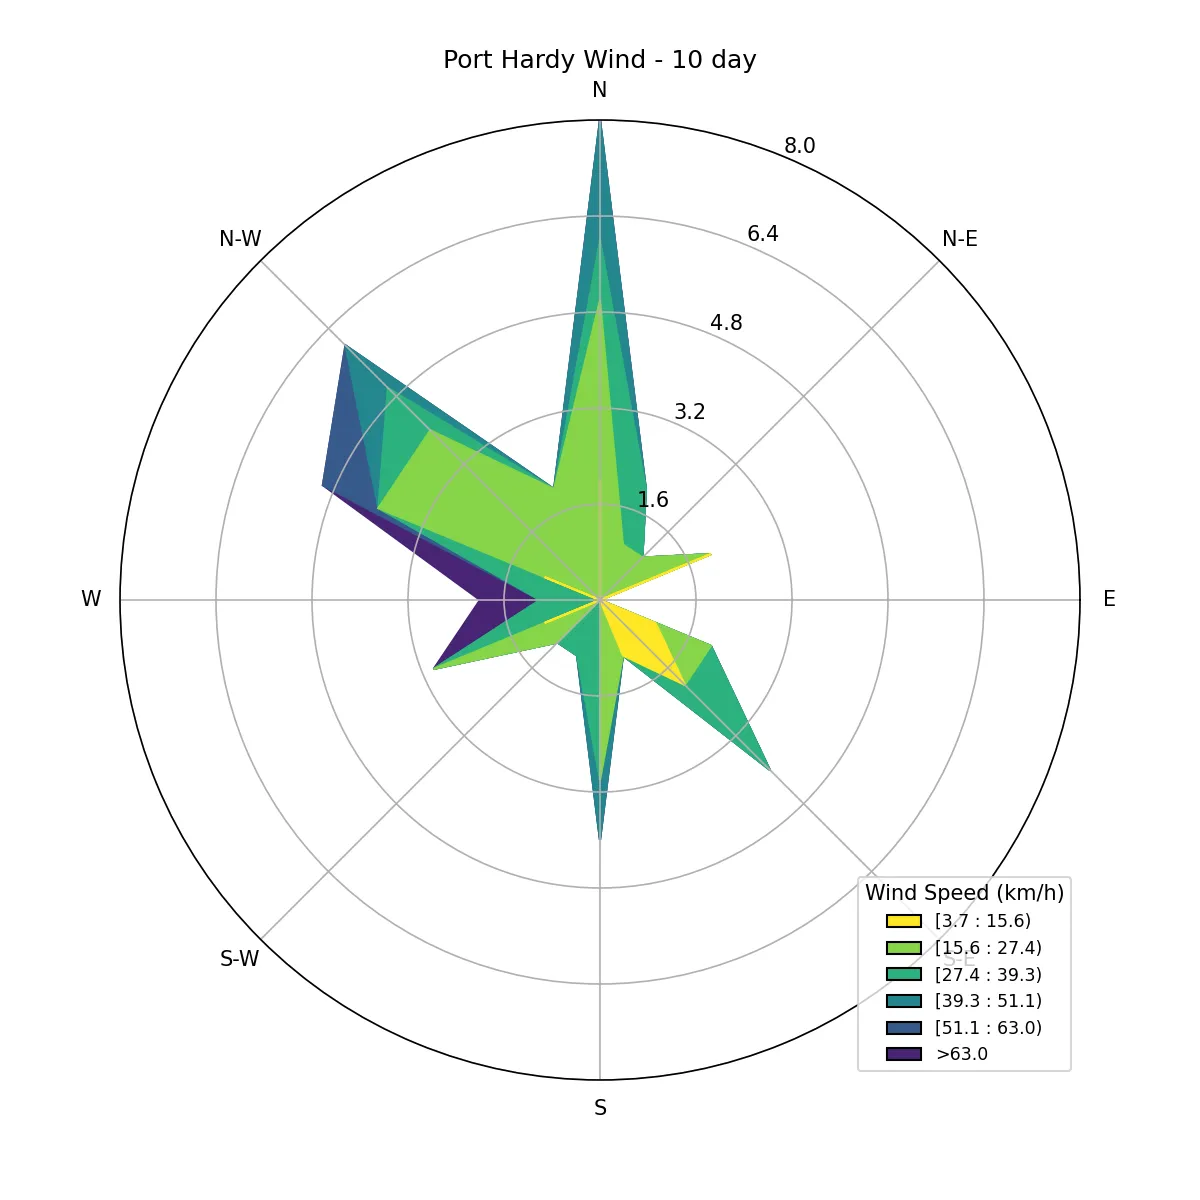 Port Hardy Wind - 10 day
N
8.0
N-W
6.4
N-E
4.8
3.2
1.6
W
E
Wind Speed (km/h)
[3.7 : 15.6)
[15.6 : 27.4)
S-W
S-E
[27.4 : 39.3)
[39.3 : 51.1)
[51.1 : 63.0)
>63.0
S